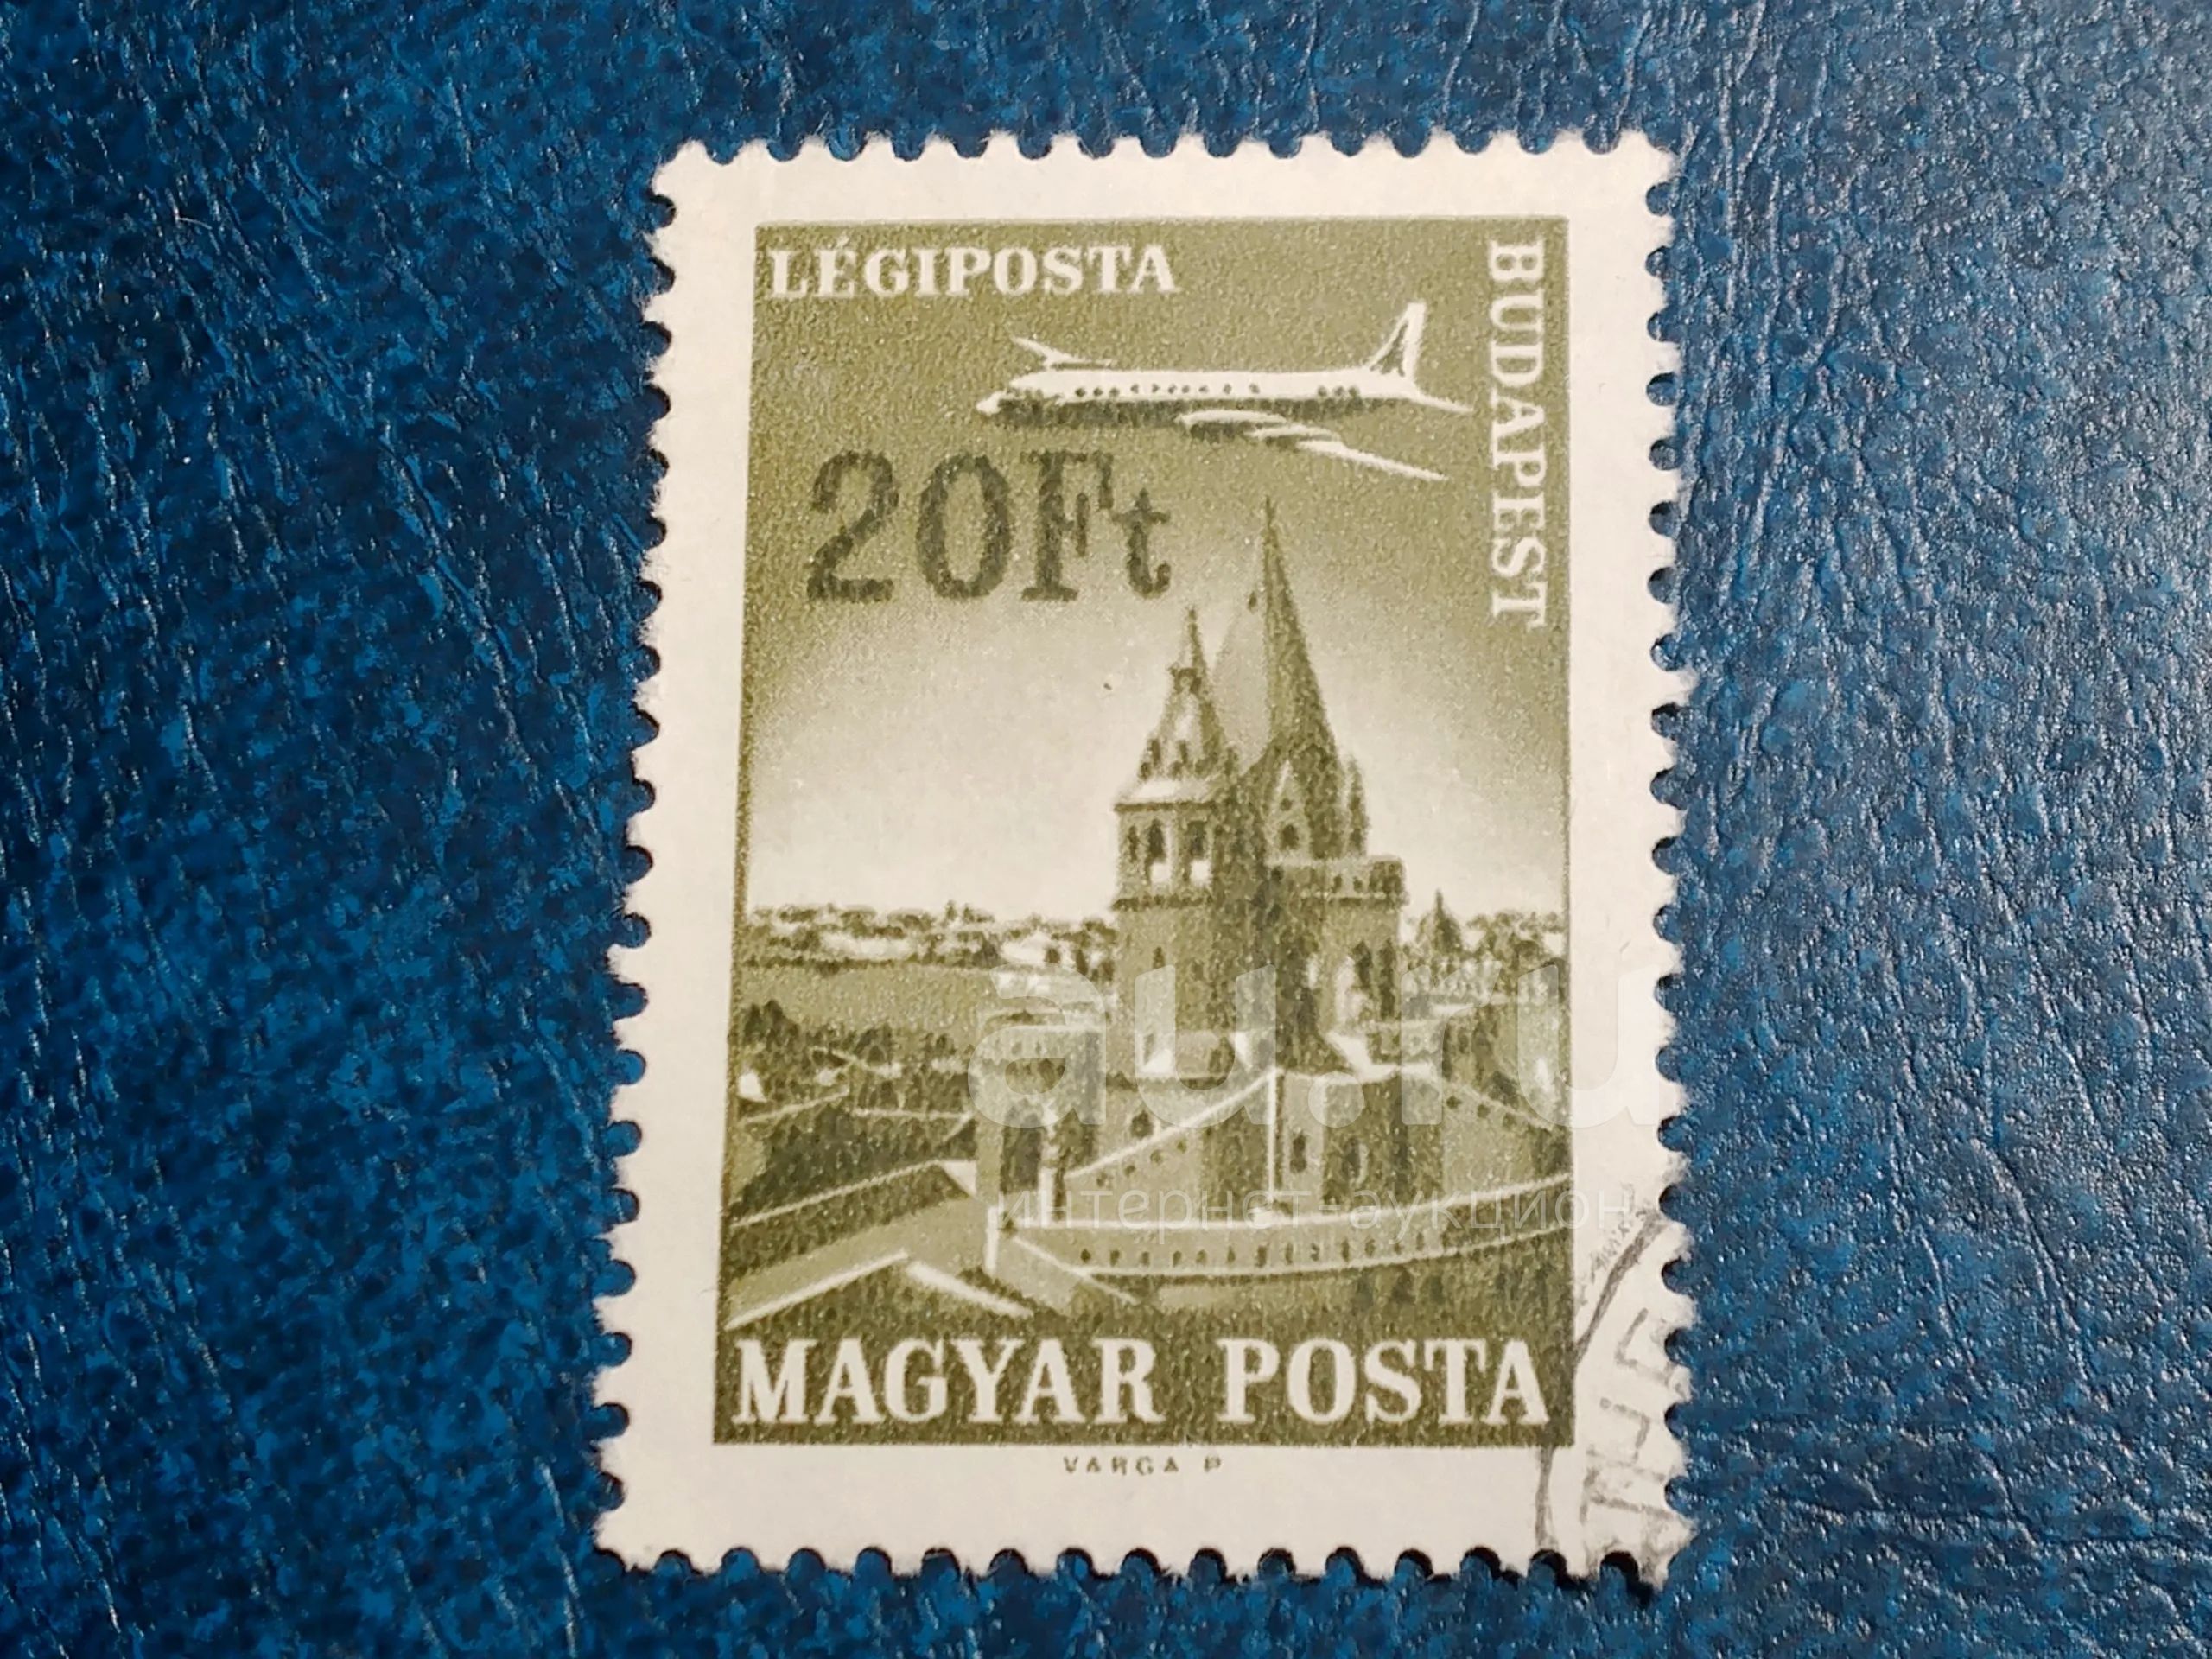 LÉGIPOSTA
BUDAPEST
20Ft
au.ru
интернет-аукцион
MAGYAR POSTA
VARGA P